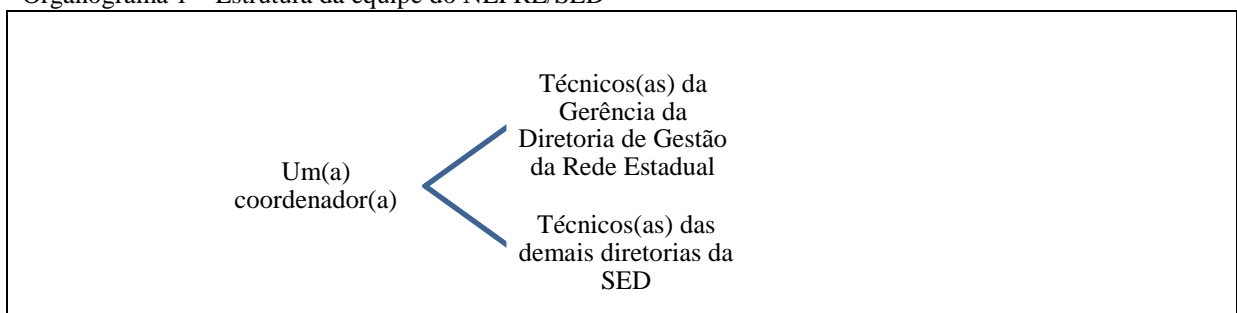 Organograma 1 – Estrutura da equipe do NEPRE/SED
Um(a)
coordenador(a)
Técnicos(as) da
Gerência da
Diretoria de Gestão
da Rede Estadual
Técnicos(as) das
demais diretorias da
SED